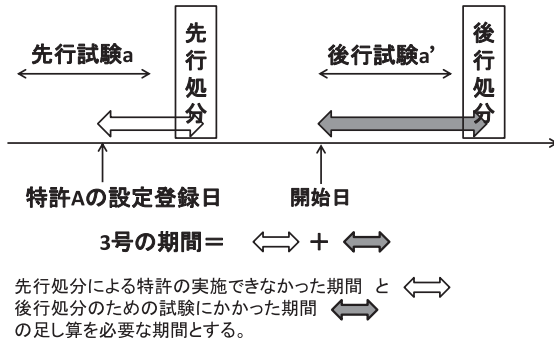 先行試験a
先行処分
後行試験a’
後行処分
特許Aの設定登録日
開始日
3号の期間＝ ＋
先行処分による特許の実施できなかった期間 と
後行処分のための試験にかかった期間
の足し算を必要な期間とする。